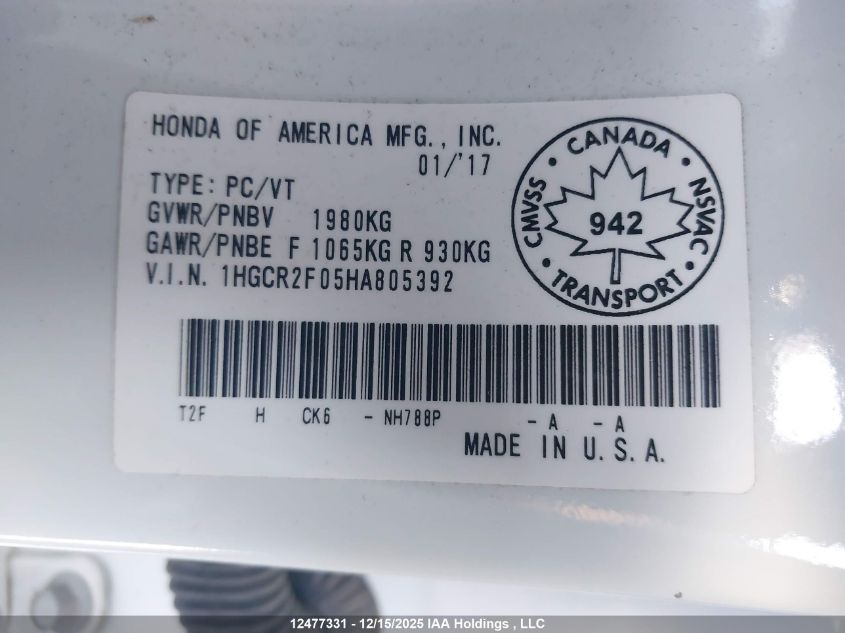 HONDA OF AMERICA MFG., INC.
01/'17
TYPE: PC/VT
GVWR/PNBV 1980KG
GAWR/PNBE F 1065KG R 930KG
V.I.N. 1HGCR2F05HA805392
CANADA
CMVSS
NSVAC
942
TRANSPORT
T2F H CK6 - NH788P - A - A
MADE IN U.S.A.
12477331 - 12/15/2025 IAA Holdings , LLC